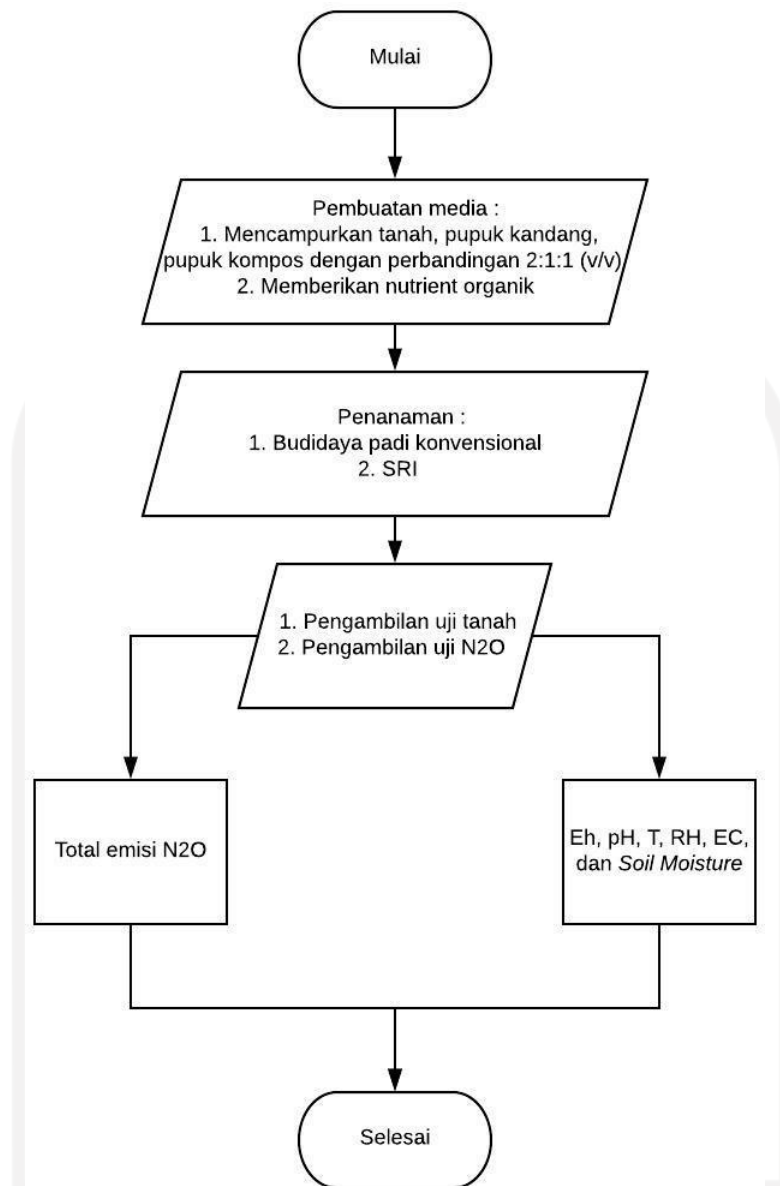 Mulai
Pembuatan media :
1. Mencampurkan tanah, pupuk kandang,
pupuk kompos dengan perbandingan 2:1:1 (v/v)
2. Memberikan nutrient organik
Penanaman :
1. Budidaya padi konvensional
2. SRI
1. Pengambilan uji tanah
2. Pengambilan uji N2O
Total emisi N2O
Eh, pH, T, RH, EC,
dan Soil Moisture
Selesai